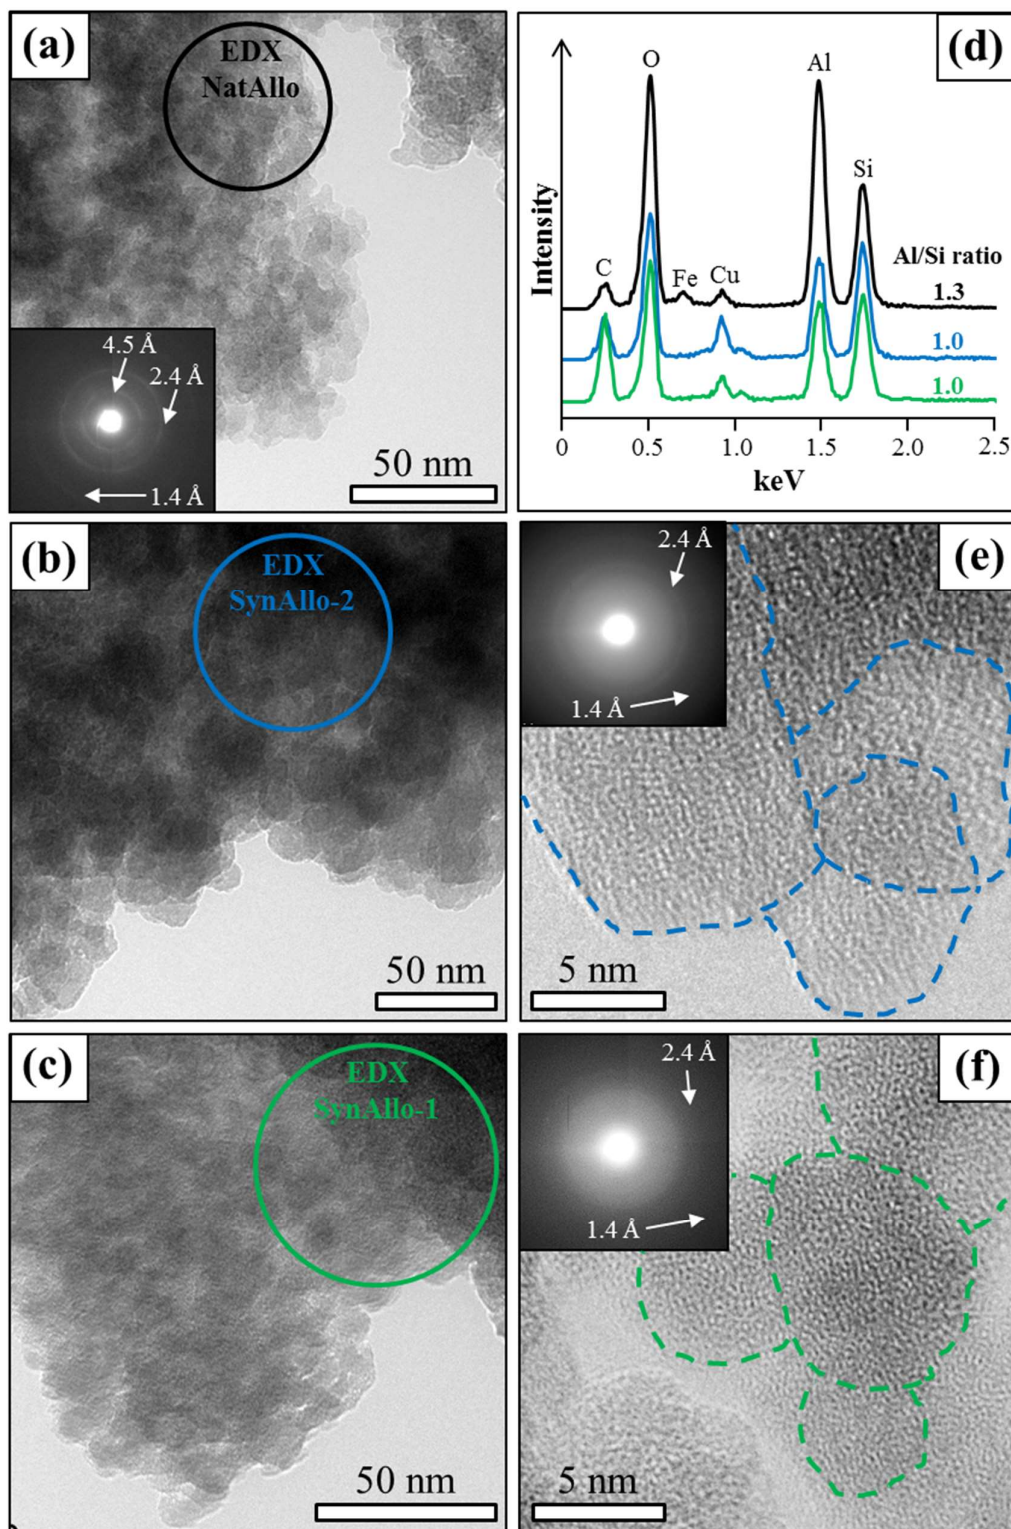 (a)
EDX
NatAllo
4.5 Å
2.4 Å
1.4 Å
50 nm
(d)
O
Al
Si
C
Fe
Cu
Al/Si ratio
1.3
1.0
1.0
Intensity
0
0.5
1.0
1.5
2.0
2.5
keV
(b)
EDX
SynAllo-2
50 nm
(e)
2.4 Å
1.4 Å
5 nm
(c)
EDX
SynAllo-1
50 nm
(f)
2.4 Å
1.4 Å
5 nm